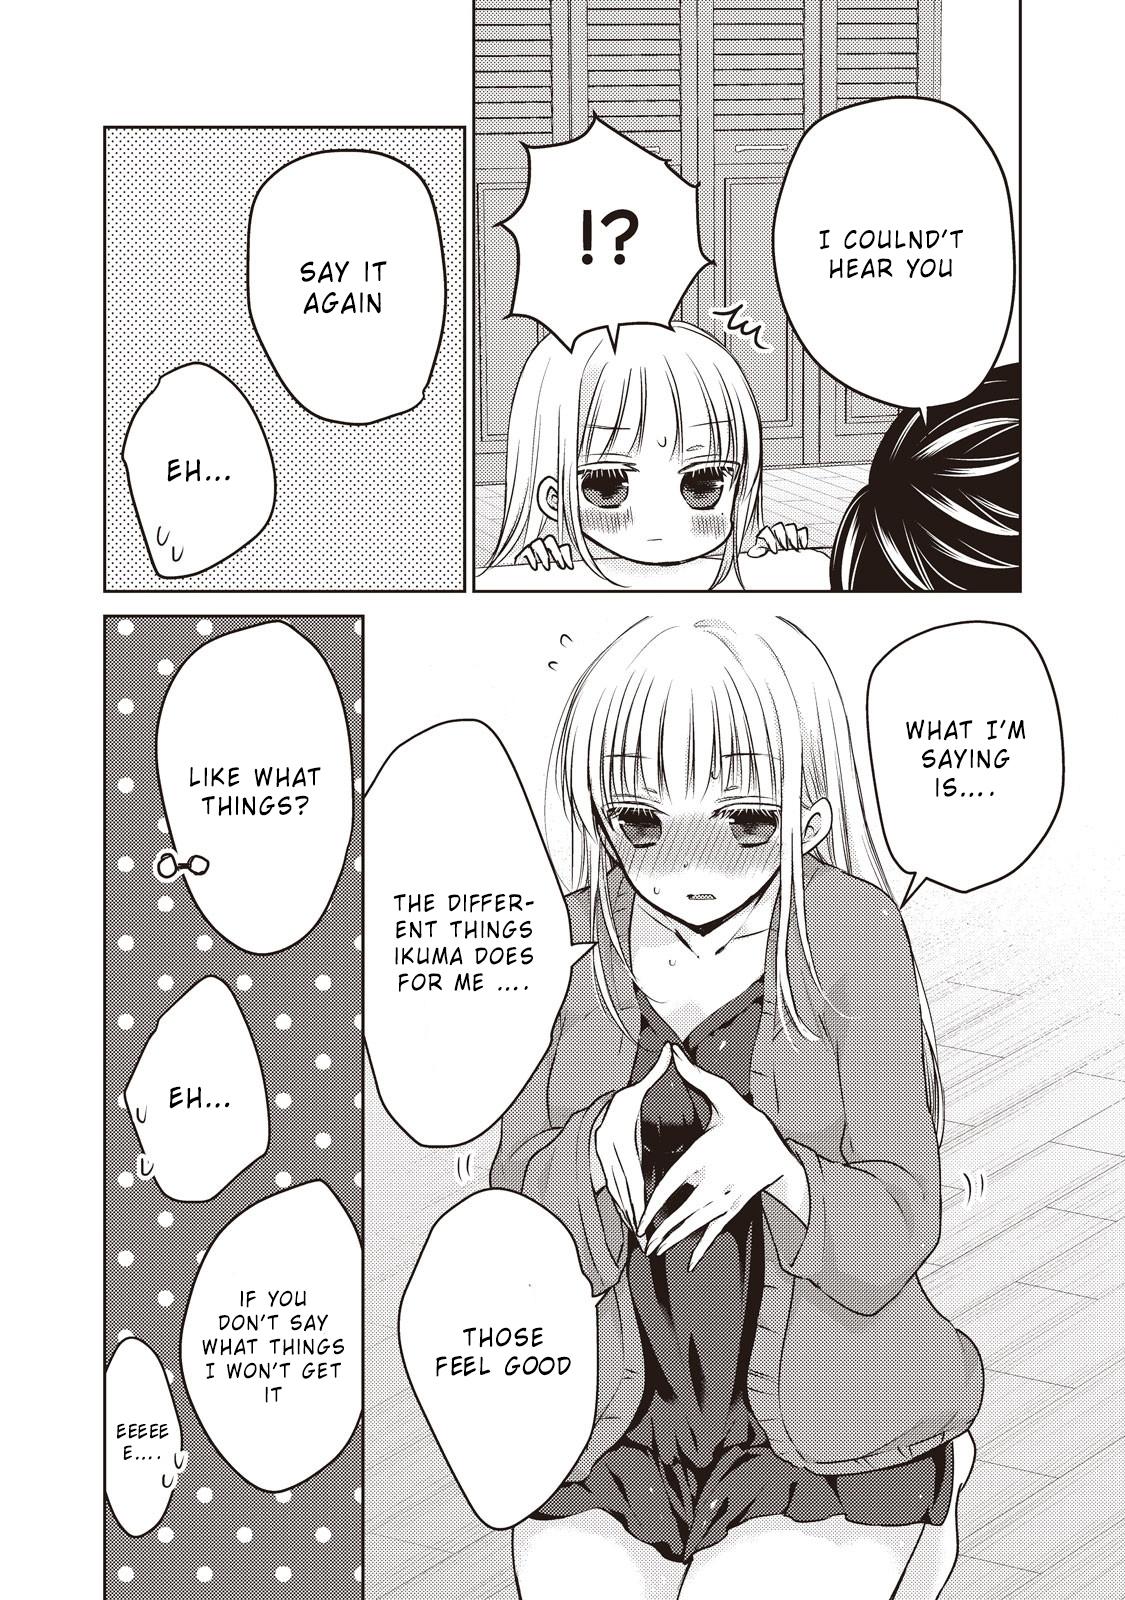 I COULND'T
HEAR YOU
!?
SAY IT
AGAIN
EH...
WHAT I'M
SAYING
IS....
THE DIFFER-
ENT THINGS
IKUMA DOES
FOR ME ....
THOSE
FEEL GOOD
LIKE WHAT
THINGS?
EH...
IF YOU
DON'T SAY
WHAT THINGS
I WON'T GET
IT
EEEEE
E....